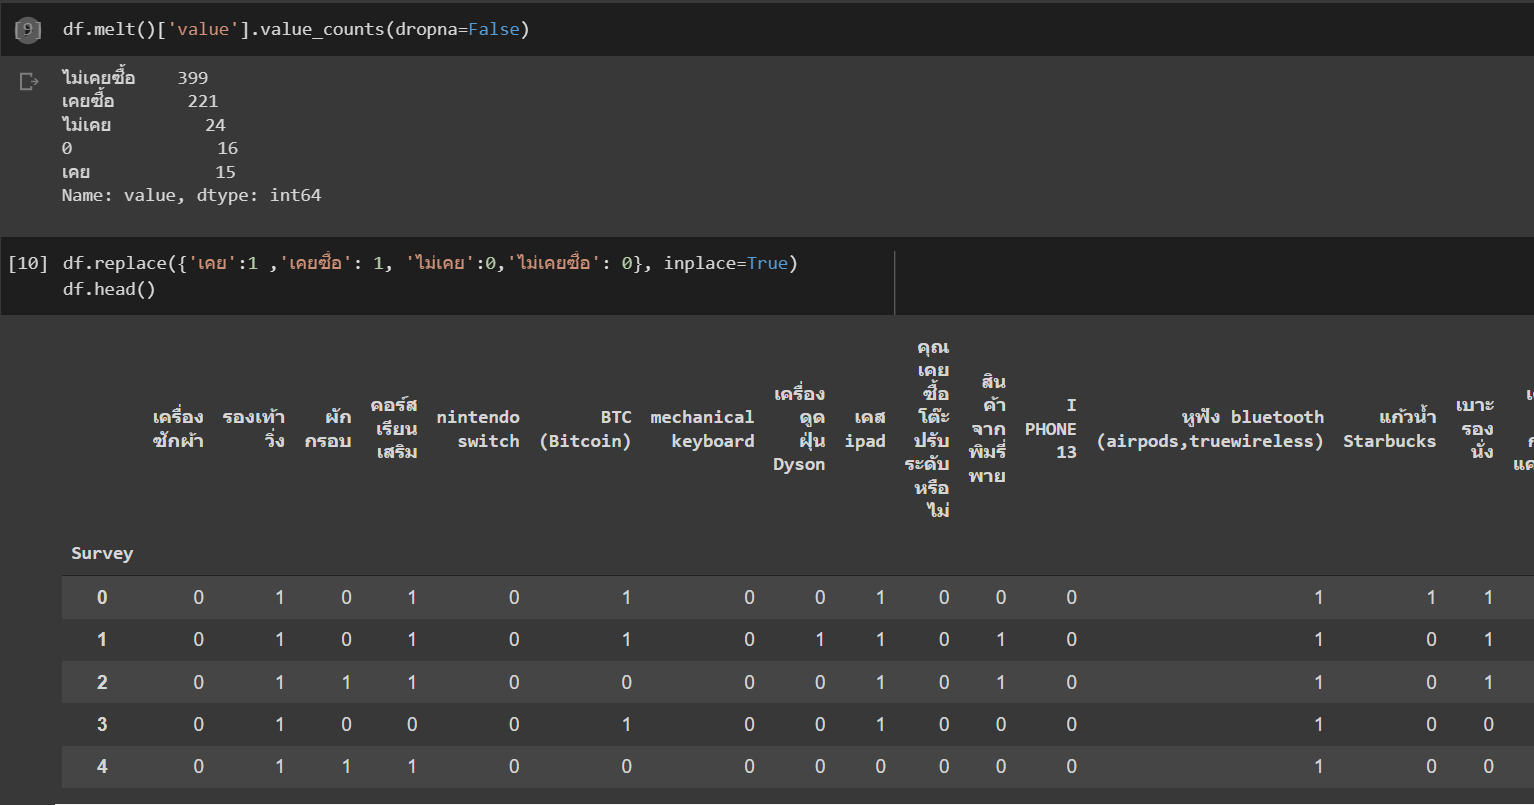 [9] df.melt()['value'].value_counts(dropna=False)
ไม่เคยซื้อ 399
เคยซื้อ 221
ไม่เคย 24
0 16
เคย 15
Name: value, dtype: int64
[10] df.replace({'เคย':1 ,'เคยซื้อ': 1, 'ไม่เคย':0,'ไม่เคยซื้อ': 0}, inplace=True)
df.head()
เครื่อง
ซักผ้า
รองเท้า
วิ่ง
ผัก
กรอบ
คอร์ส
เรียน
เสริม
nintendo
switch
BTC
(Bitcoin)
mechanical
keyboard
เครื่อง
ดูด
ฝุ่น
Dyson
เคส
ipad
คุณ
เคย
ซื้อ
โต๊ะ
ปรับ
ระดับ
หรือ
ไม่
สิน
ค้า
จาก
พิมรี่
พาย
I
PHONE
13
หูฟัง bluetooth
(airpods,truewireless)
แก้วน้ำ
Starbucks
เบาะ
รอง
นั่ง
Survey
0 0 1 0 1 0 1 0 0 1 0 0 0 1 1 1
1 0 1 0 1 0 1 0 1 1 0 1 0 1 0 1
2 0 1 1 1 0 0 0 0 1 0 1 0 1 0 1
3 0 1 0 0 0 1 0 0 1 0 0 0 1 0 0
4 0 1 1 1 0 0 0 0 0 0 0 0 1 0 0